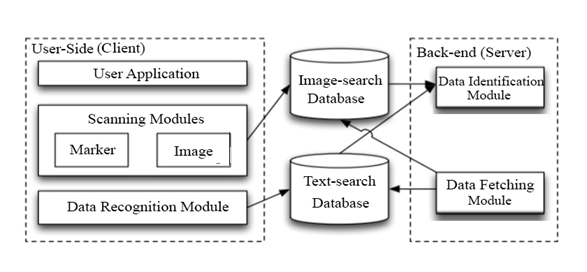 User-Side (Client)
User Application
Scanning Modules
Marker
Image
Data Recognition Module
Image-search
Database
Text-search
Database
Back-end (Server)
Data Identification
Module
Data Fetching
Module